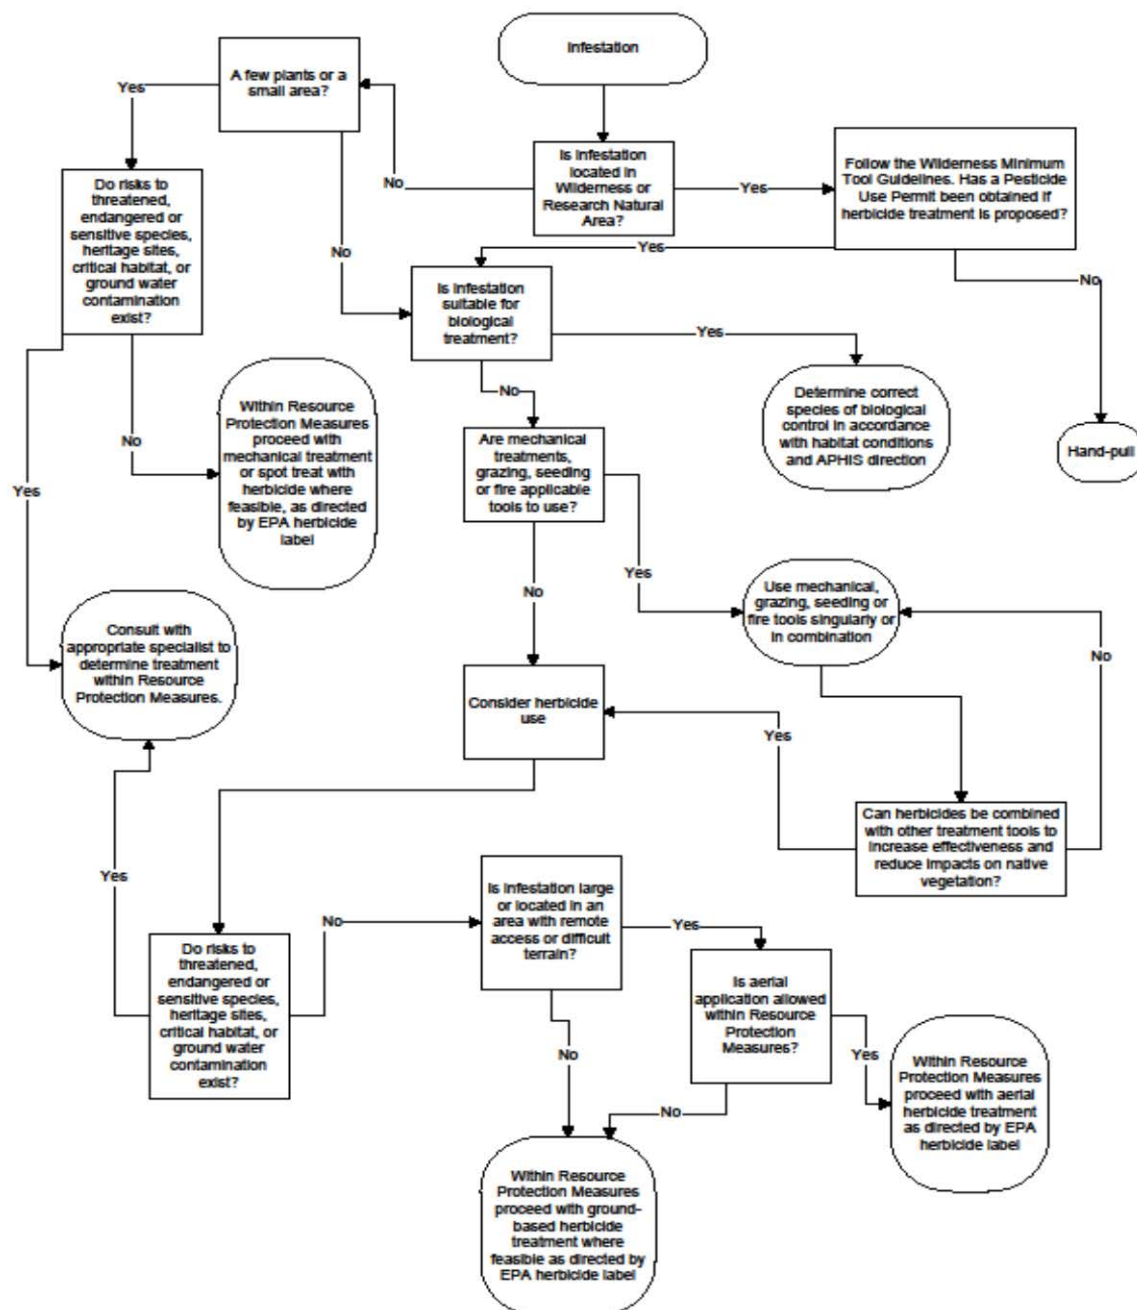 Infestation
A few plants or a
small area?
Yes
Is infestation
located in
Wilderness or
Research Natural
Area?
No
Yes
Follow the Wilderness Minimum
Tool Guidelines. Has a Pesticide
Use Permit been obtained if
herbicide treatment is proposed?
Do risks to
threatened,
endangered or
sensitive species,
heritage sites,
critical habitat, or
ground water
contamination
exist?
No
Yes
No
Is infestation
suitable for
biological
treatment?
Yes
No
Within Resource
Protection Measures
proceed with
mechanical treatment
or spot treat with
herbicide where
feasible, as directed
by EPA herbicide
label
No
Yes
Determine correct
species of biological
control in accordance
with habitat conditions
and APHIS direction
Hand-pull
Are mechanical
treatments,
grazing, seeding
or fire applicable
tools to use?
No
Yes
Use mechanical,
grazing, seeding or
fire tools singularly or
in combination
No
Consult with
appropriate specialist to
determine treatment
within Resource
Protection Measures.
Consider herbicide
use
Yes
Can herbicides be combined
with other treatment tools to
increase effectiveness and
reduce impacts on native
vegetation?
Yes
Do risks to
threatened,
endangered or
sensitive species,
heritage sites,
critical habitat, or
ground water
contamination
exist?
No
Is infestation large
or located in an
area with remote
access or difficult
terrain?
Yes
Is aerial
application allowed
within Resource
Protection
Measures?
No
No
Yes
Within Resource
Protection Measures
proceed with aerial
herbicide treatment
as directed by EPA
herbicide label
Within Resource
Protection Measures
proceed with ground-
based herbicide
treatment where
feasible as directed by
EPA herbicide label